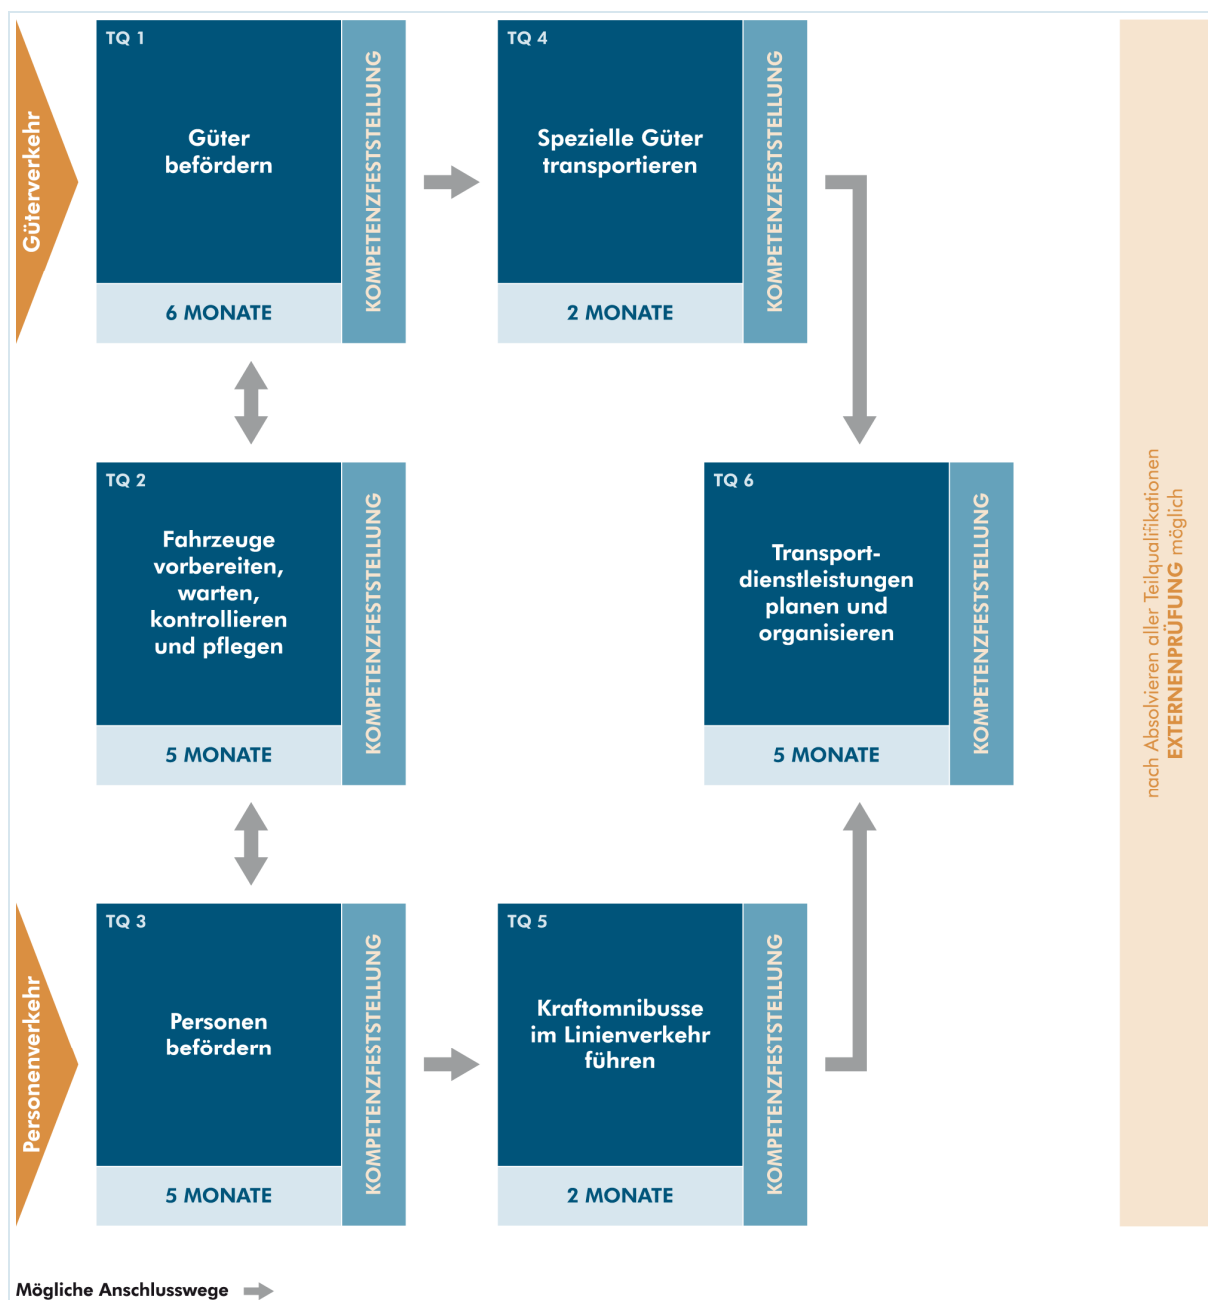 Güterverkehr
TQ 1
Güter
befördern
6 MONATE
KOMPETENZFESTSTELLUNG
TQ 4
Spezielle Güter
transportieren
2 MONATE
KOMPETENZFESTSTELLUNG
TQ 2
Fahrzeuge
vorbereiten,
warten,
kontrollieren
und pflegen
5 MONATE
KOMPETENZFESTSTELLUNG
TQ 6
Transport-
dienstleistungen
planen und
organisieren
5 MONATE
KOMPETENZFESTSTELLUNG
Personenverkehr
TQ 3
Personen
befördern
5 MONATE
KOMPETENZFESTSTELLUNG
TQ 5
Kraftomnibusse
im Linienverkehr
führen
2 MONATE
KOMPETENZFESTSTELLUNG
nach Absolvieren aller Teilqualifikationen
EXTERNENPRÜFUNG möglich
Mögliche Anschlusswege